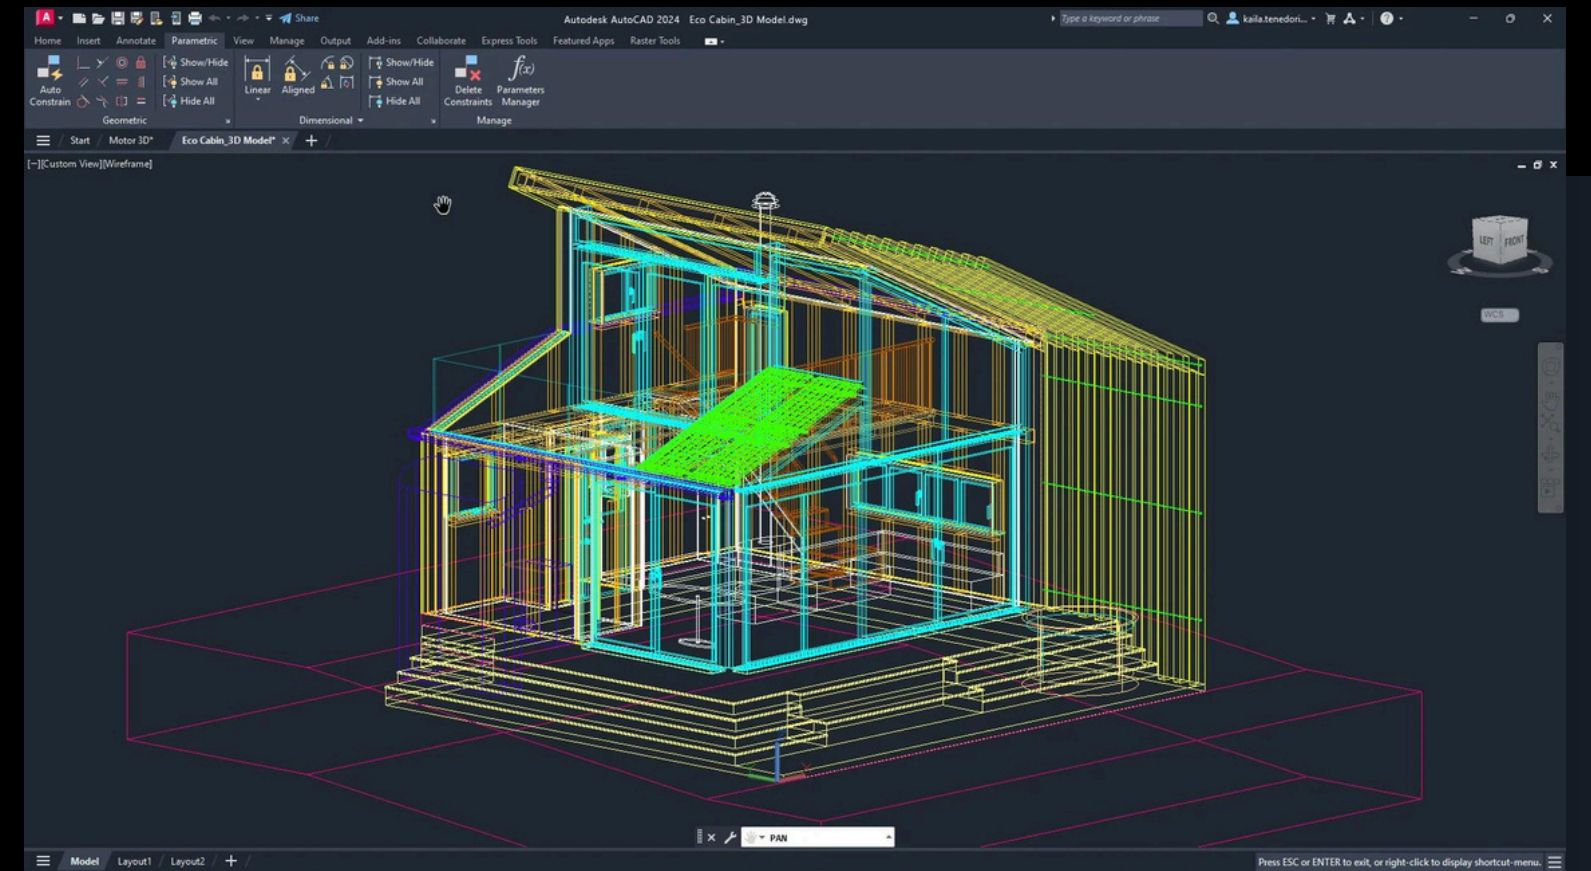 A Share Autodesk AutoCAD 2024 Eco Cabin_3D Model.dwg Type a keyword or phrase kaila.tenedori...
Home Insert Annotate Parametric View Manage Output Add-ins Collaborate Express Tools Featured Apps Raster Tools
Show/Hide Show/Hide f(x)
Show All Show All
Auto Linear Aligned Delete Parameters
Constrain Hide All Hide All Constraints Manager
Geometric Dimensional Manage
Start Motor 3D* Eco Cabin_3D Model*
[−][Custom View][Wireframe]
LEFT FRONT
WCS
PAN
Model Layout1 Layout2 Press ESC or ENTER to exit, or right-click to display shortcut-menu.